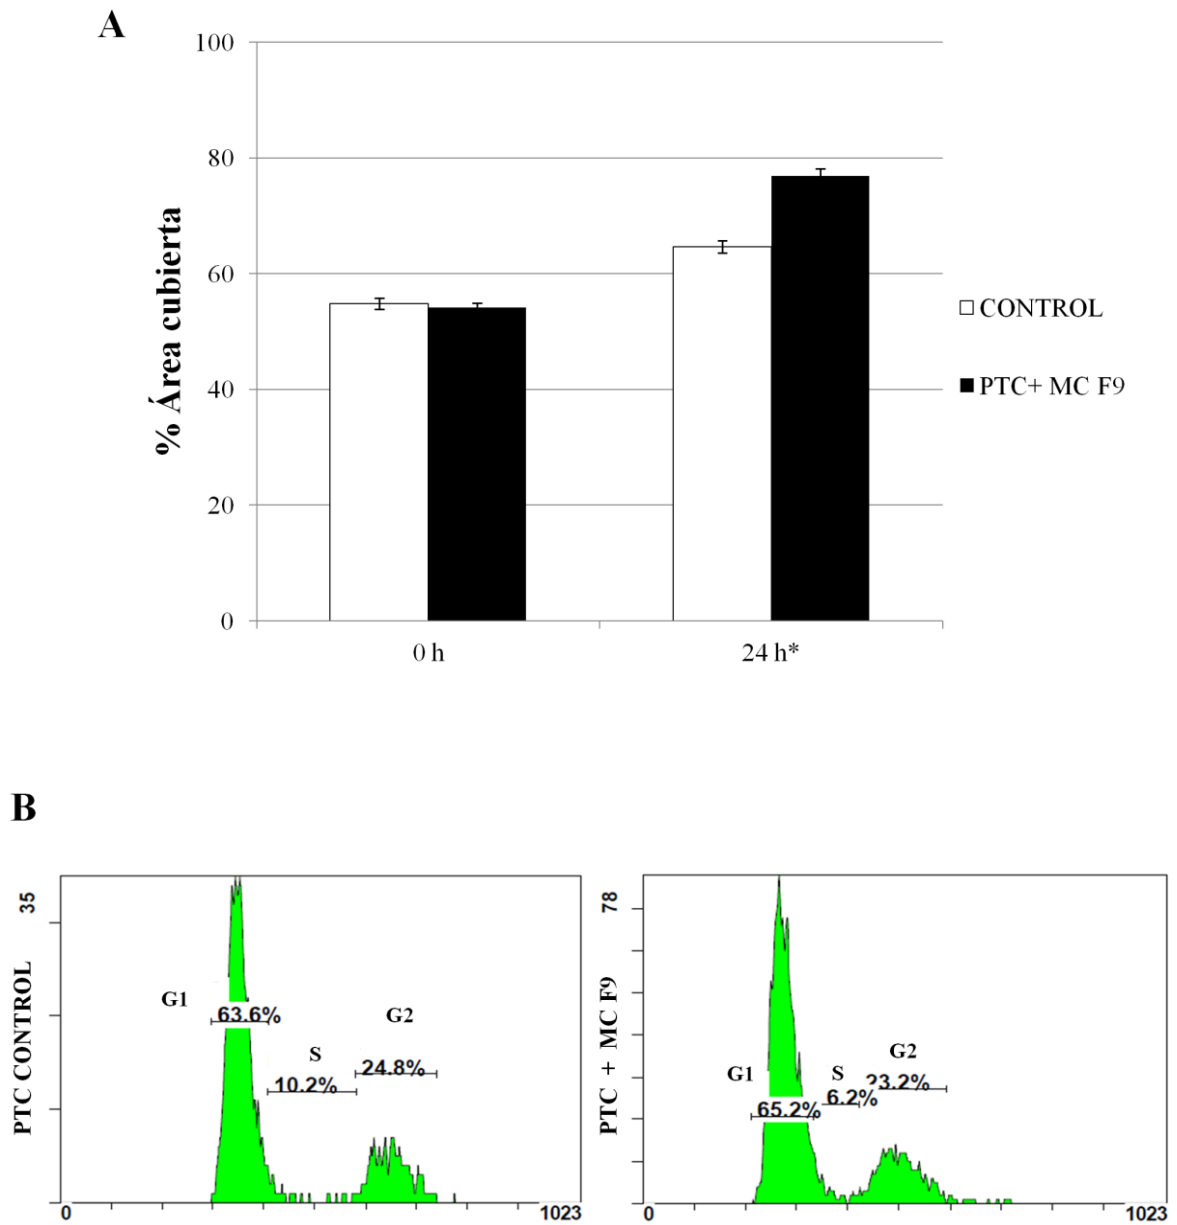 A
100
80
60
40
20
0
% Área cubierta
0 h
24 h*
CONTROL
PTC+ MC F9
B
35
PTC CONTROL
G1
63.6%
S
10.2%
G2
24.8%
0
1023
78
PTC + MC F9
G1
65.2%
S
6.2%
G2
23.2%
0
1023